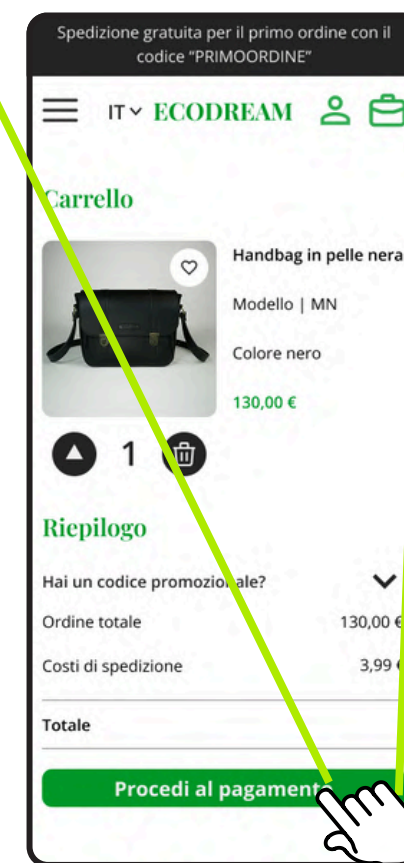 Spedizione gratuita per il primo ordine con il
codice “PRIMOORDINE”
IT ECODREAM
Carrello
Handbag in pelle nera
Modello | MN
Colore nero
130,00 €
1
Riepilogo
Hai un codice promozionale?
Ordine totale 130,00 €
Costi di spedizione 3,99 €
Totale
Procedi al pagamento